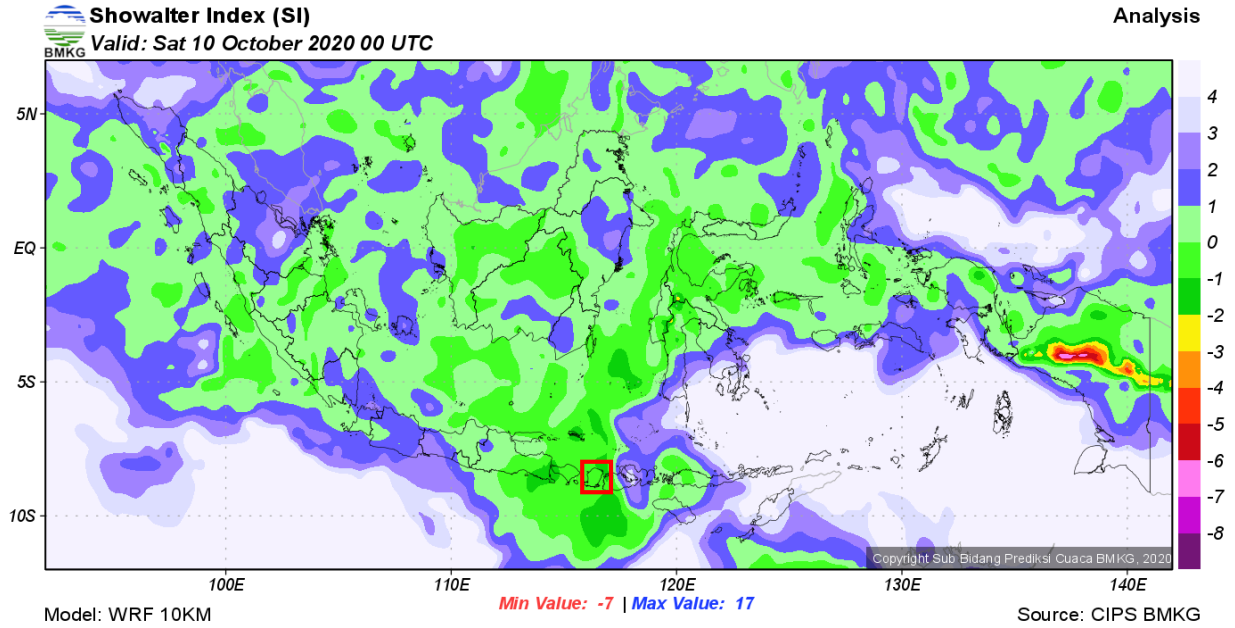 Showalter Index (SI)
Analysis
BMKG
Valid: Sat 10 October 2020 00 UTC
5N
EQ
5S
10S
4
3
2
1
0
-1
-2
-3
-4
-5
-6
-7
-8
Copyright Sub Bidang Prediksi Cuaca BMKG, 2020
100E
110E
120E
130E
140E
Min Value: -7 | Max Value: 17
Model: WRF 10KM
Source: CIPS BMKG